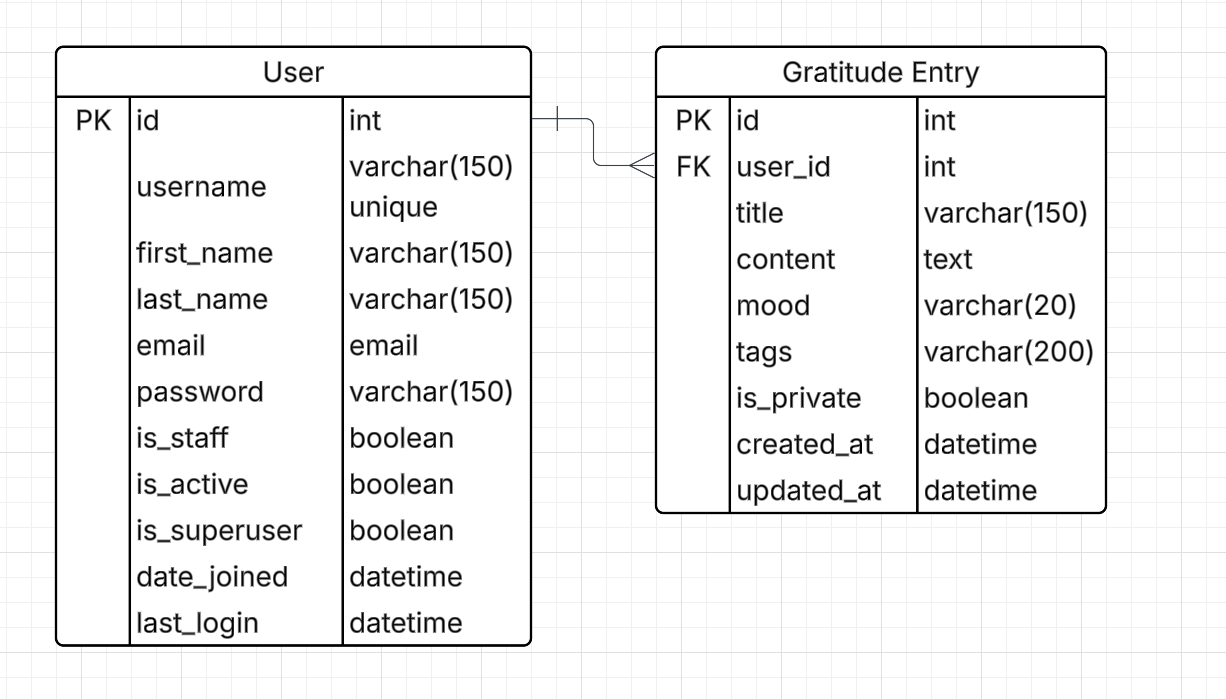 User
PK id int
username varchar(150) unique
first_name varchar(150)
last_name varchar(150)
email email
password varchar(150)
is_staff boolean
is_active boolean
is_superuser boolean
date_joined datetime
last_login datetime
Gratitude Entry
PK id int
FK user_id int
title varchar(150)
content text
mood varchar(20)
tags varchar(200)
is_private boolean
created_at datetime
updated_at datetime